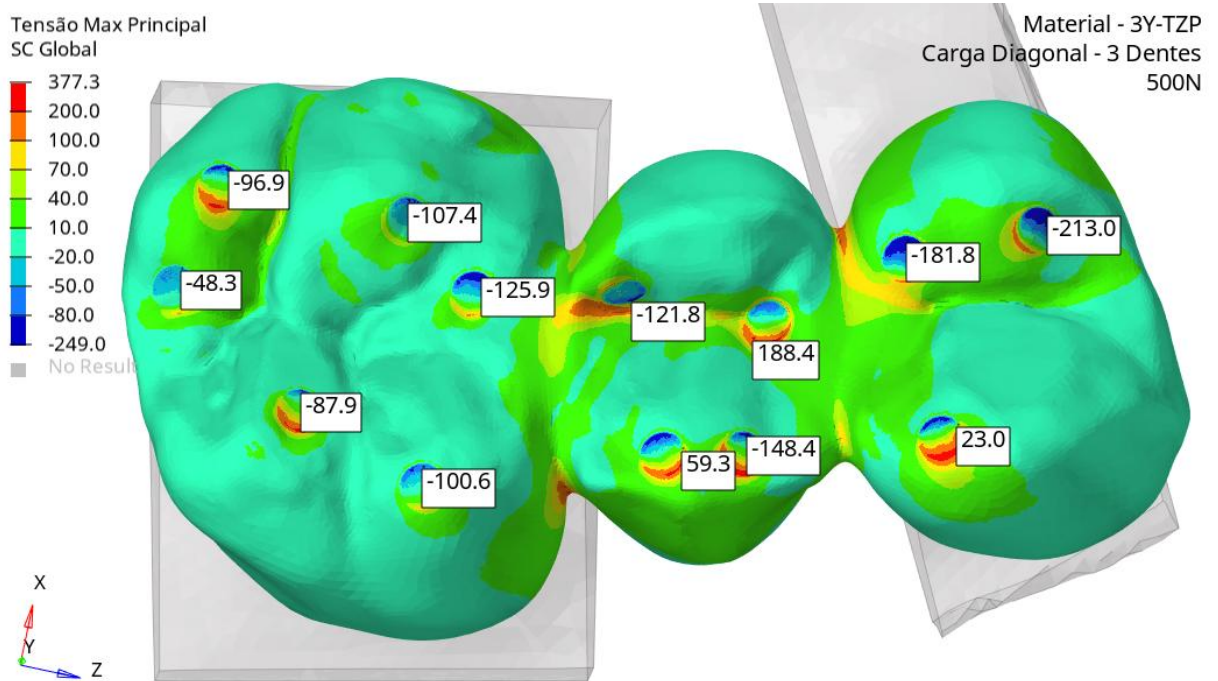 Tensão Max Principal
SC Global
377.3
200.0
100.0
70.0
40.0
10.0
-20.0
-50.0
-80.0
-249.0
No Result
Material - 3Y-TZP
Carga Diagonal - 3 Dentes
500N
-96.9
-107.4
-48.3
-125.9
-87.9
-100.6
-121.8
188.4
59.3
-148.4
-181.8
-213.0
23.0
X
Y
Z